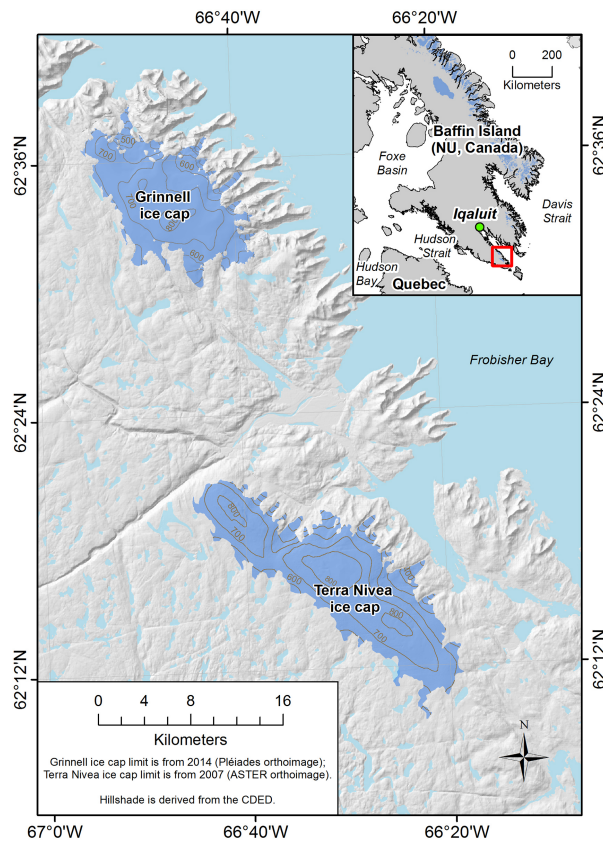 66°40'W
66°20'W
0 200
Kilometers
Baffin Island
(NU, Canada)
Foxe
Basin
Davis
Strait
Iqaluit
Hudson
Strait
Hudson
Bay
Quebec
62°36'N
62°36'N
500
700
600
Grinnell
ice cap
700
800
600
Frobisher Bay
62°24'N
62°24'N
800
700
600
800
Terra Nivea
ice cap
800
700
62°12'N
62°12'N
0 4 8 16
Kilometers
Grinnell ice cap limit is from 2014 (Pléiades orthoimage);
Terra Nivea ice cap limit is from 2007 (ASTER orthoimage).
Hillshade is derived from the CDED.
N
67°0'W
66°40'W
66°20'W